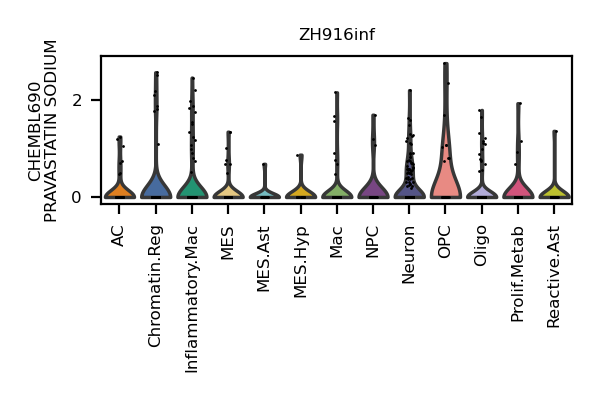 ZH916inf
CHEMBL690
PRAVASTATIN SODIUM
2
0
AC
Chromatin.Reg
Inflammatory.Mac
MES
MES.Ast
MES.Hyp
Mac
NPC
Neuron
OPC
Oligo
Prolif.Metab
Reactive.Ast